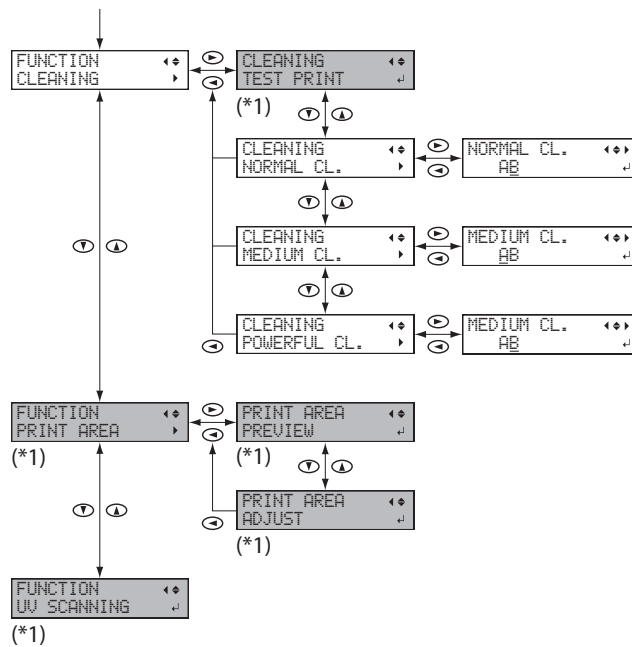 FUNCTION
CLEANING
CLEANING
TEST PRINT
(*1)
CLEANING
NORMAL CL.
NORMAL CL.
AB
CLEANING
MEDIUM CL.
MEDIUM CL.
AB
CLEANING
POWERFUL CL.
MEDIUM CL.
AB
FUNCTION
PRINT AREA
(*1)
PRINT AREA
PREVIEW
(*1)
PRINT AREA
ADJUST
(*1)
FUNCTION
UV SCANNING
(*1)